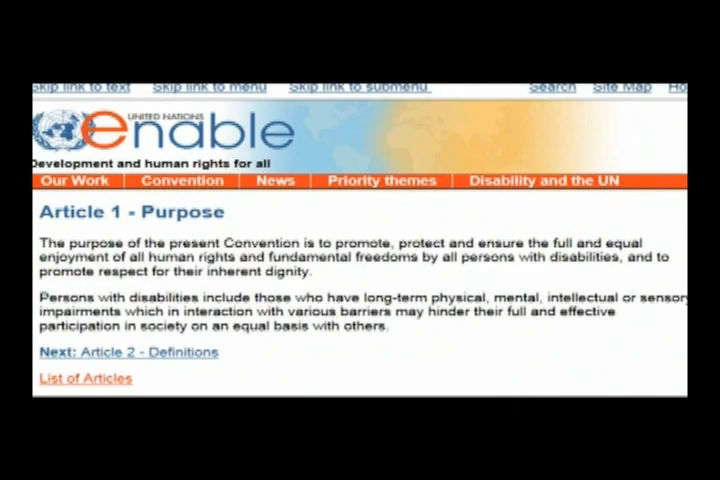 Skip link to text Skip link to menu Skip link to submenu Search Site Map Ho
UNITED NATIONS
enable
Development and human rights for all
Our Work Convention News Priority themes Disability and the UN
Article 1 - Purpose
The purpose of the present Convention is to promote, protect and ensure the full and equal
enjoyment of all human rights and fundamental freedoms by all persons with disabilities, and to
promote respect for their inherent dignity.
Persons with disabilities include those who have long-term physical, mental, intellectual or sensory
impairments which in interaction with various barriers may hinder their full and effective
participation in society on an equal basis with others.
Next: Article 2 - Definitions
List of Articles